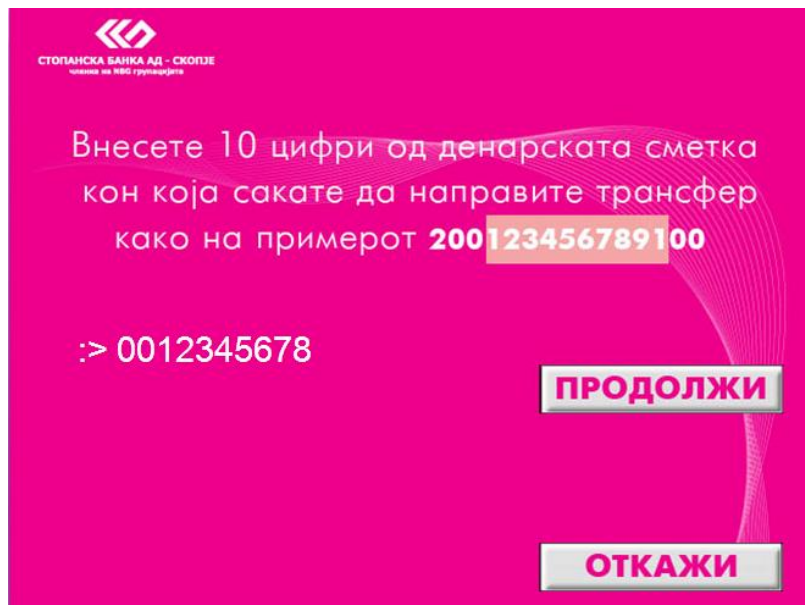 СТОПАНСКА БАНКА АД - СКОПЈЕ
членка на NBG групацијата
Внесете 10 цифри од денарската сметка
кон која сакате да направите трансфер
како на примерот 200123456789100
:> 0012345678
ПРОДОЛЖИ
ОТКАЖИ